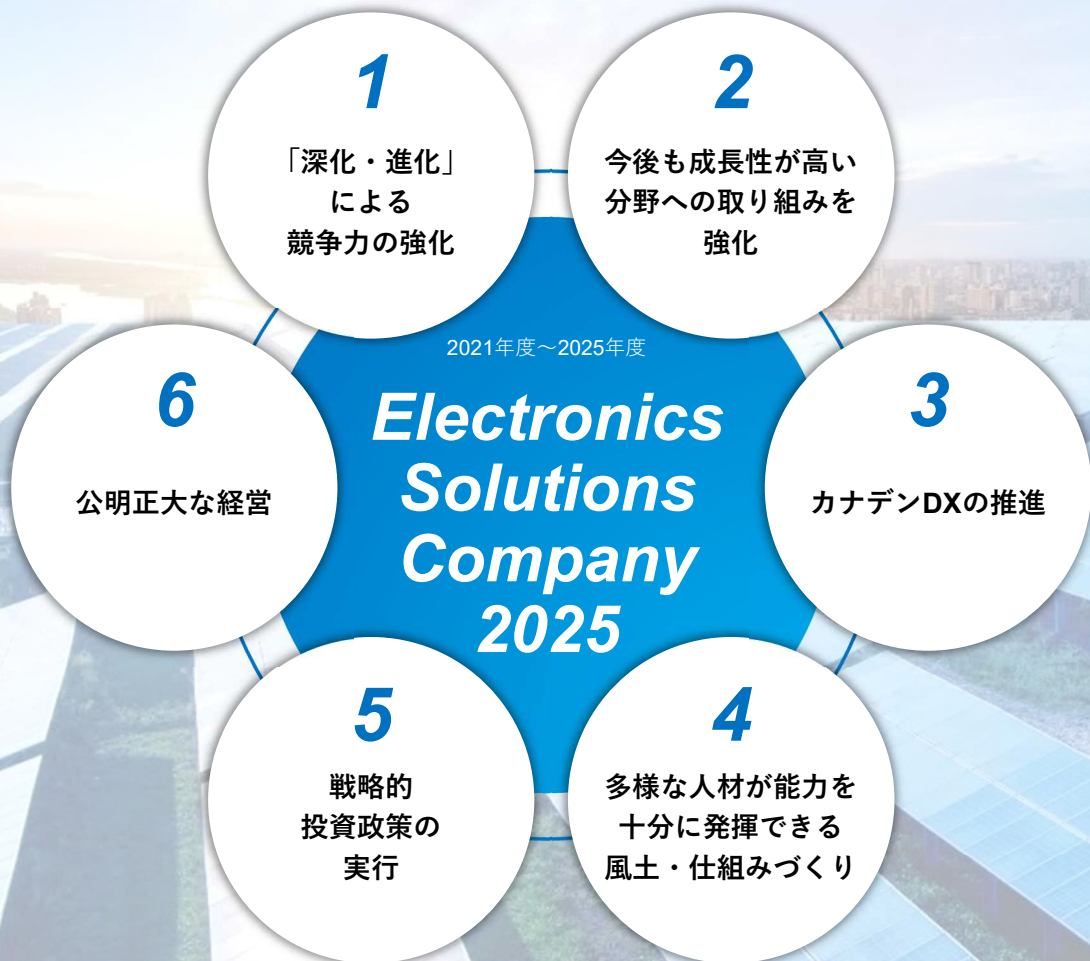 1
「深化・進化」
による
競争力の強化
2
今後も成長性が高い
分野への取り組みを
強化
2021年度～2025年度
Electronics
Solutions
Company
2025
3
カナデンDXの推進
4
多様な人材が能力を
十分に発揮できる
風土・仕組みづくり
5
戦略的
投資政策の
実行
6
公明正大な経営